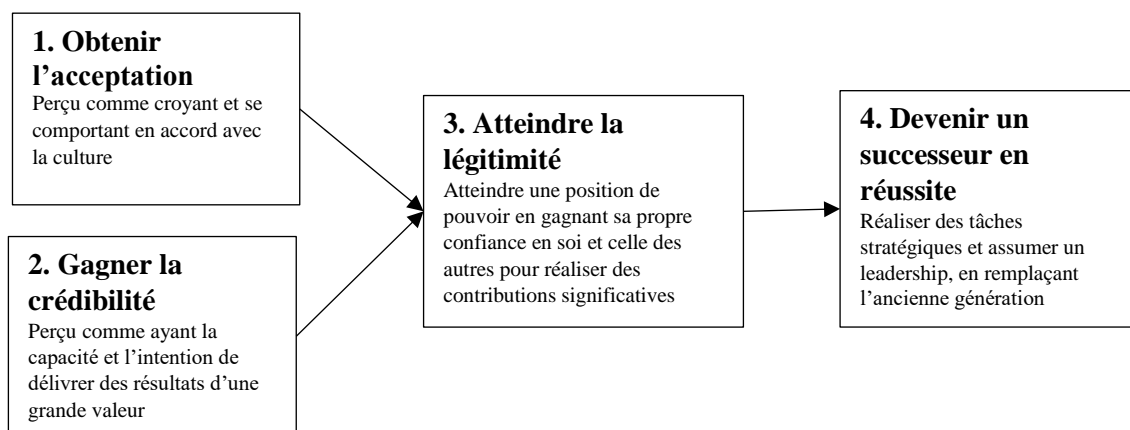 1. Obtenir
l’acceptation
Perçu comme croyant et se
comportant en accord avec
la culture
2. Gagner la
crédibilité
Perçu comme ayant la
capacité et l’intention de
délivrer des résultats d’une
grande valeur
3. Atteindre la
légitimité
Atteindre une position de
pouvoir en gagnant sa propre
confiance en soi et celle des
autres pour réaliser des
contributions significatives
4. Devenir un
successeur en
réussite
Réaliser des tâches
stratégiques et assumer un
leadership, en remplaçant
l’ancienne génération